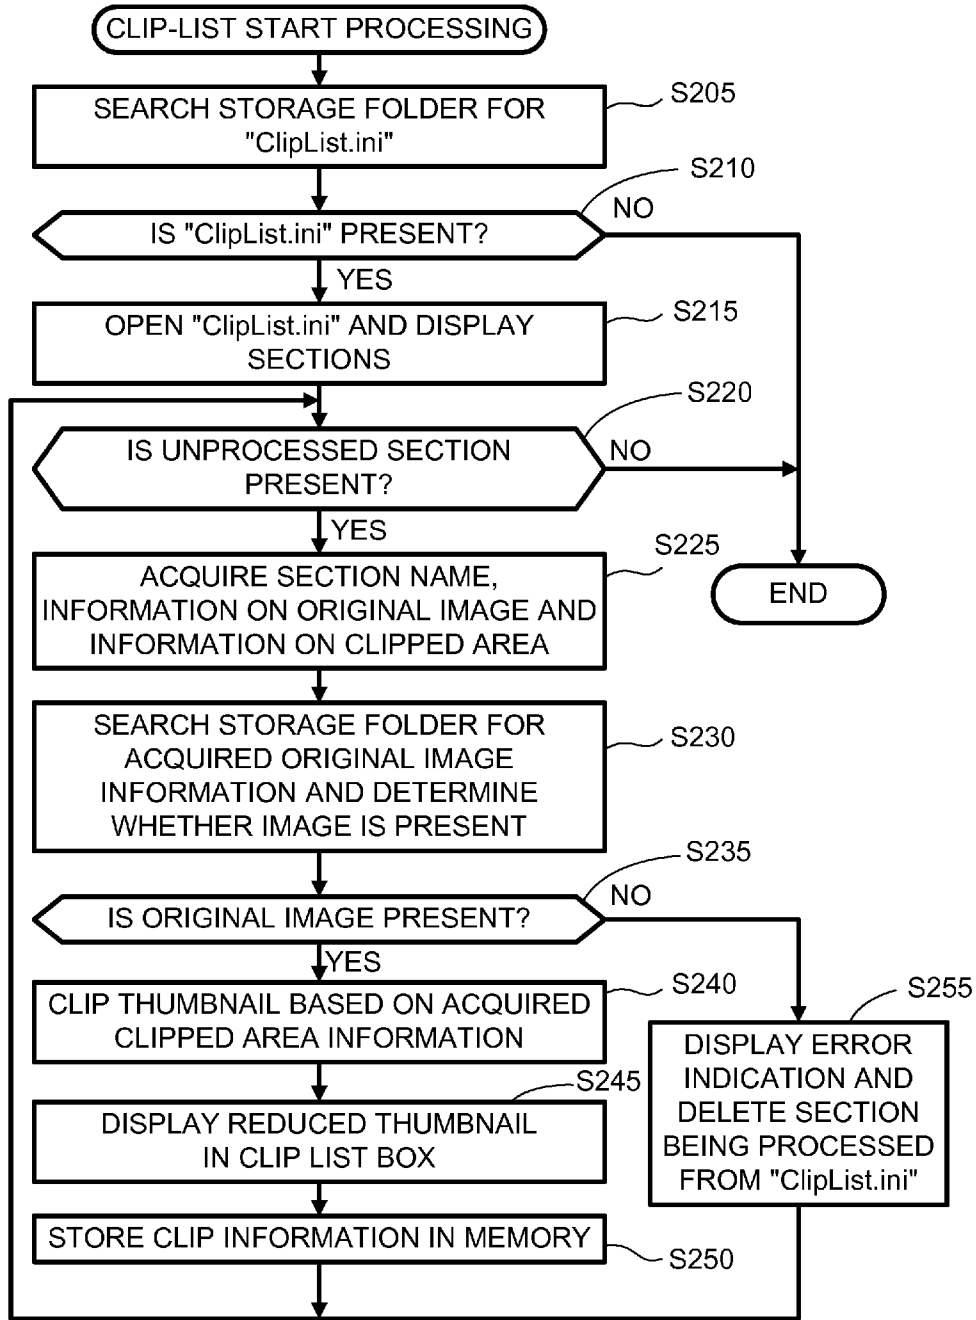 CLIP-LIST START PROCESSING
SEARCH STORAGE FOLDER FOR
"ClipList.ini"
S205
S210
IS "ClipList.ini" PRESENT?
NO
YES
OPEN "ClipList.ini" AND DISPLAY
SECTIONS
S215
S220
IS UNPROCESSED SECTION
PRESENT?
NO
YES
S225
ACQUIRE SECTION NAME,
INFORMATION ON ORIGINAL IMAGE AND
INFORMATION ON CLIPPED AREA
END
SEARCH STORAGE FOLDER FOR
ACQUIRED ORIGINAL IMAGE
INFORMATION AND DETERMINE
WHETHER IMAGE IS PRESENT
S230
S235
IS ORIGINAL IMAGE PRESENT?
NO
YES
CLIP THUMBNAIL BASED ON ACQUIRED
CLIPPED AREA INFORMATION
S240
S255
DISPLAY ERROR
INDICATION AND
DELETE SECTION
BEING PROCESSED
FROM "ClipList.ini"
S245
DISPLAY REDUCED THUMBNAIL
IN CLIP LIST BOX
STORE CLIP INFORMATION IN MEMORY
S250